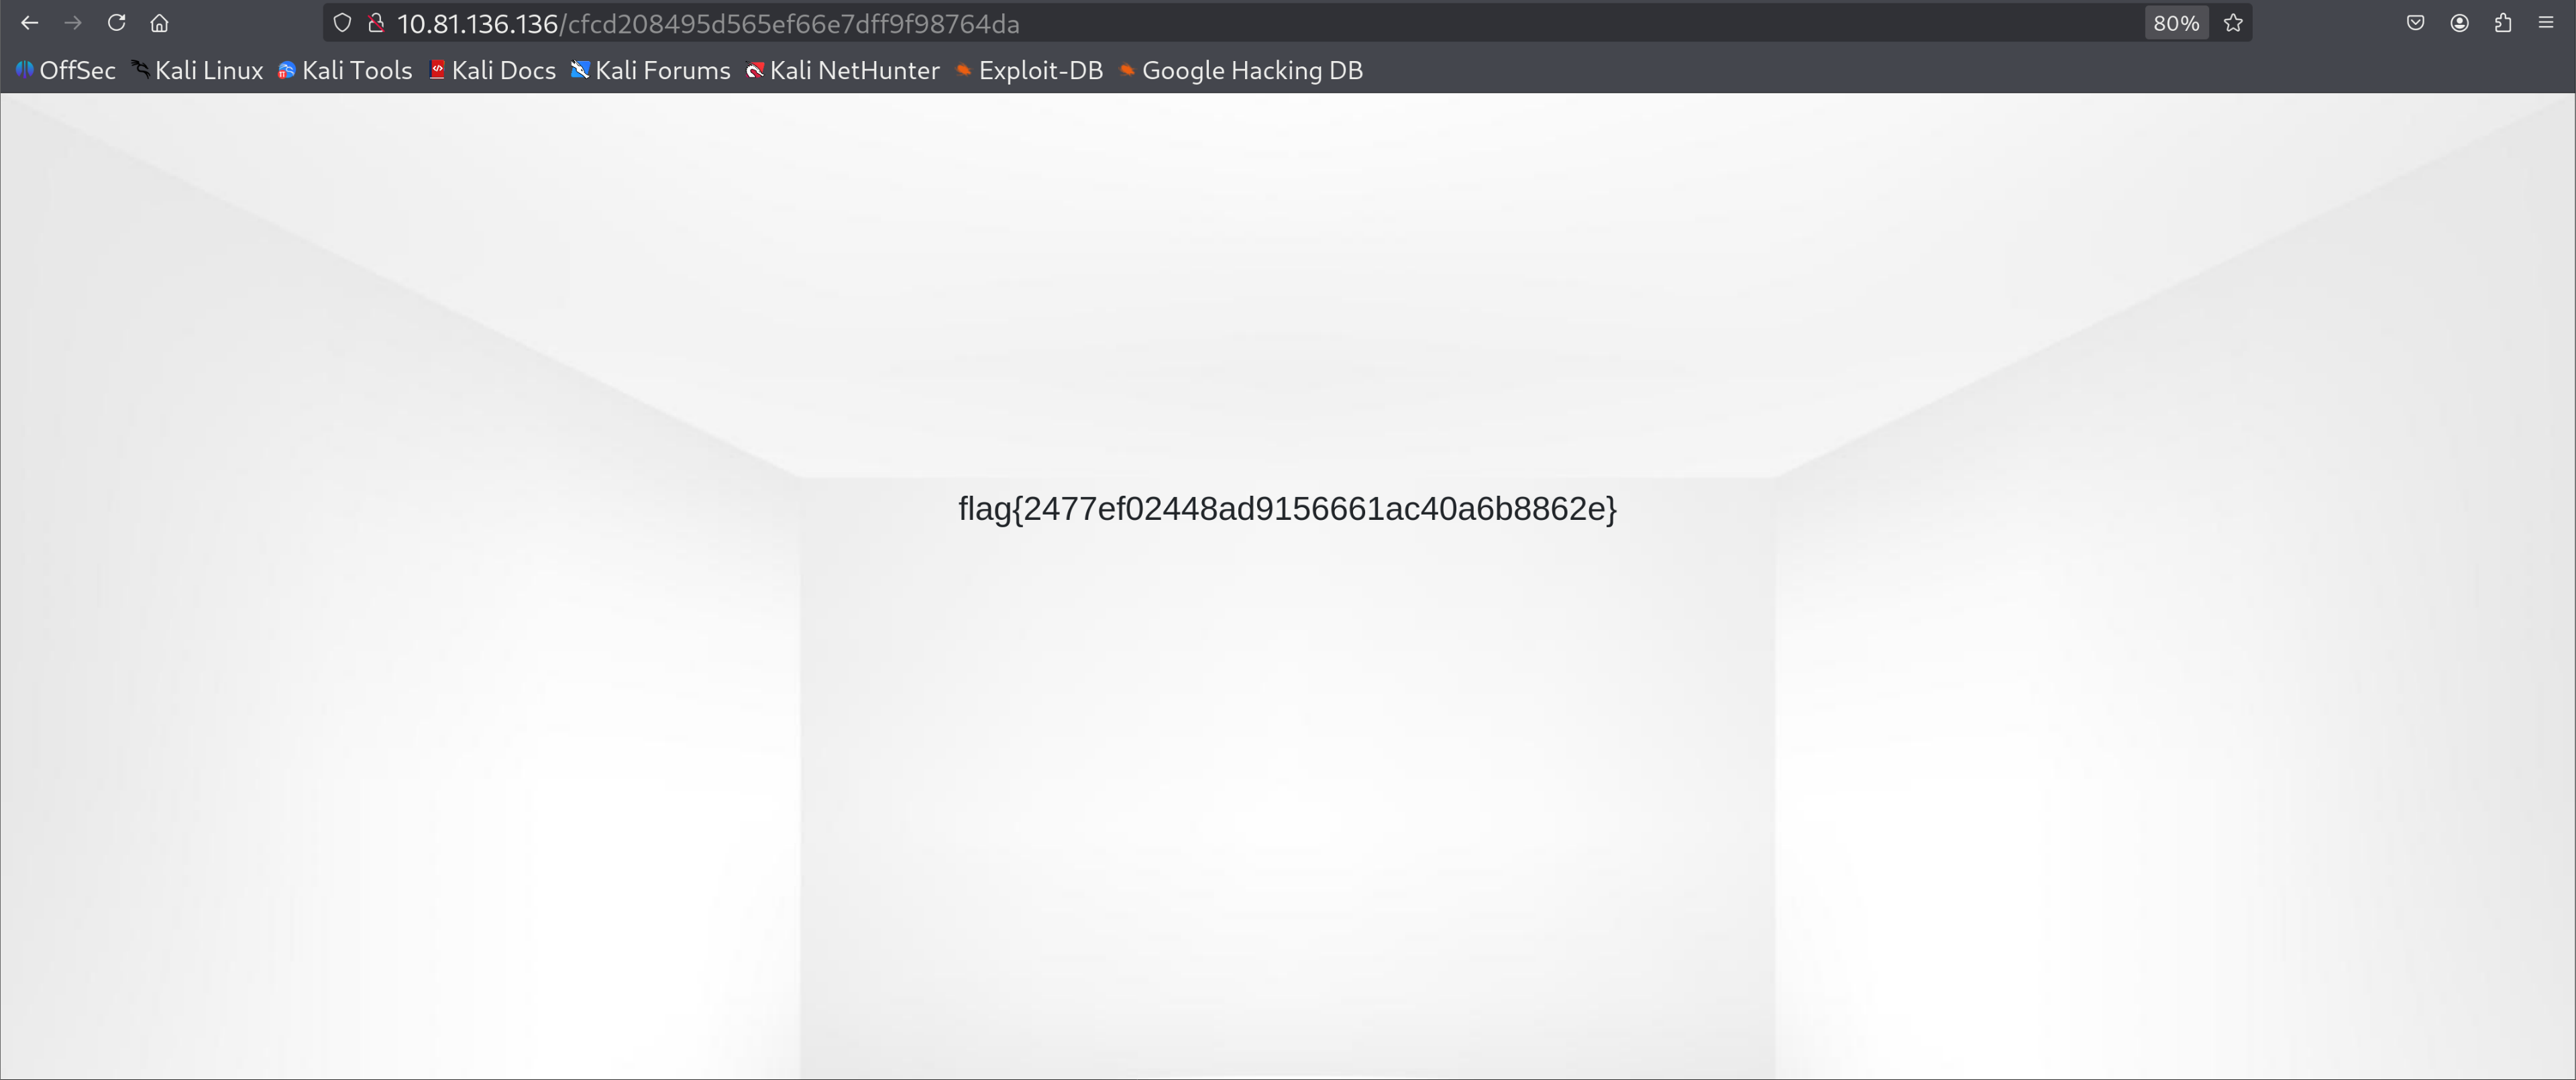 10.81.136.136/cfcd208495d565ef66e7dff9f98764da
80%
OffSec Kali Linux Kali Tools Kali Docs Kali Forums Kali NetHunter Exploit-DB Google Hacking DB
flag{2477ef02448ad9156661ac40a6b8862e}